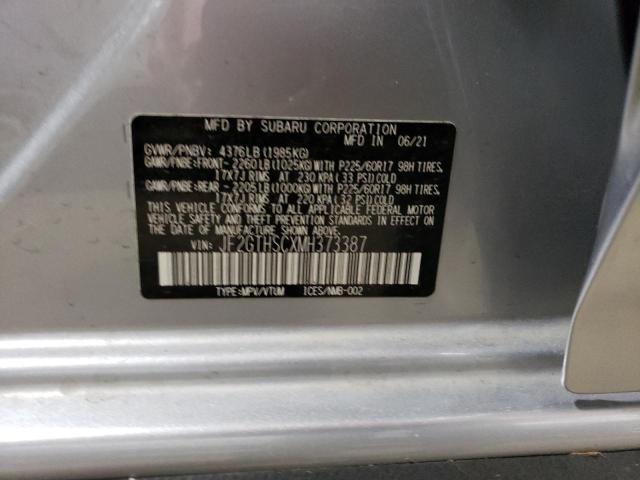 MFD BY SUBARU CORPORATION
MFD IN 06/21
GVWR/PNBV: 4376LB (1985KG)
GAWR/PNBE:FRONT- 2260LB (1025KG) WITH P225/60R17 98H TIRES.
17X7J RIMS AT 230 KPA ( 33 PSI) COLD
GAWR/PNBE:REAR - 2205LB (1000KG) WITH P225/60R17 98H TIRES.
17X7J RIMS AT 220 KPA ( 32 PSI) COLD
THIS VEHICLE CONFORMS TO ALL APPLICABLE FEDERAL MOTOR
VEHICLE SAFETY AND THEFT PREVENTION STANDARDS IN EFFECT ON
THE DATE OF MANUFACTURE SHOWN ABOVE.
VIN: JF2GTHSCXMH373387
TYPE:MPV/VTUM ICES/NMB-002